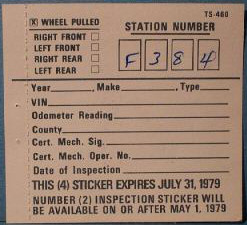 TS-460
[X] WHEEL PULLED
STATION NUMBER
RIGHT FRONT
LEFT FRONT
RIGHT REAR
LEFT REAR
F 3 8 4
Year , Make , Type
VIN
Odometer Reading
County
Cert. Mech. Sig.
Cert. Mech. Oper. No.
Date of Inspection
THIS (4) STICKER EXPIRES JULY 31, 1979
NUMBER (2) INSPECTION STICKER WILL
BE AVAILABLE ON OR AFTER MAY 1, 1979